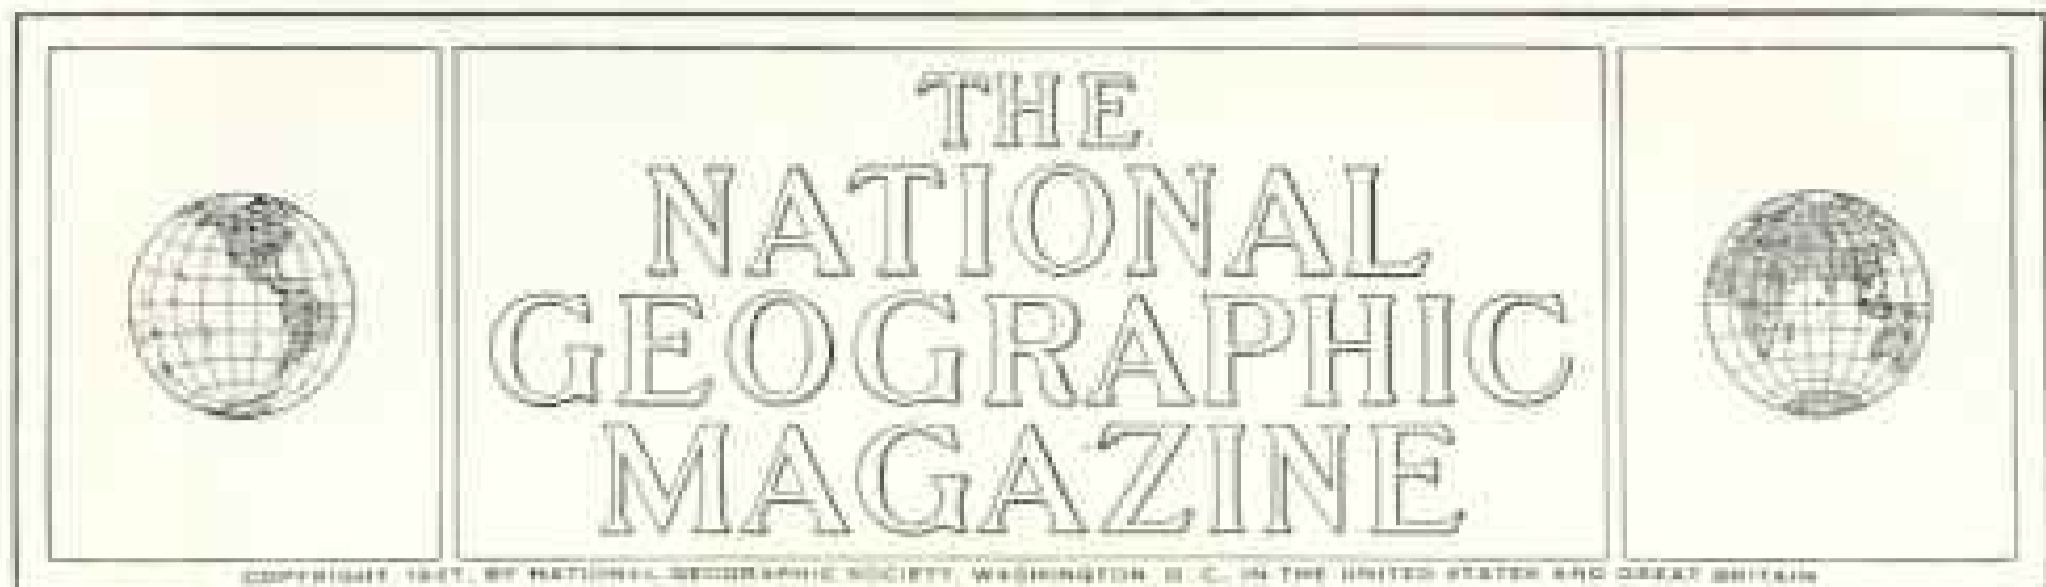 THE
NATIONAL
GEOGRAPHIC
MAGAZINE
COPYRIGHT, BY NATIONAL GEOGRAPHIC SOCIETY, WASHINGTON, D. C. IN THE UNITED STATES AND GREAT BRITAIN